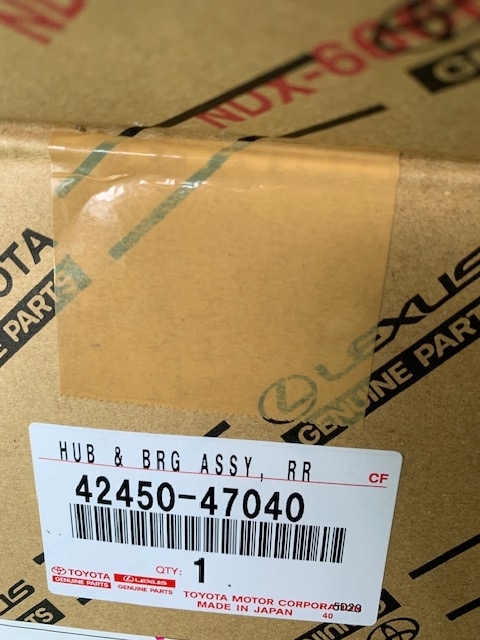 NDX-666
TOYOTA
GENUINE PARTS
LEXUS
GENUINE PARTS
HUB & BRG ASSY, RR
CF
42450-47040
TOYOTA
GENUINE PARTS
LEXUS
GENUINE PARTS
QTY: 1
TOYOTA MOTOR CORPORATION
MADE IN JAPAN
40